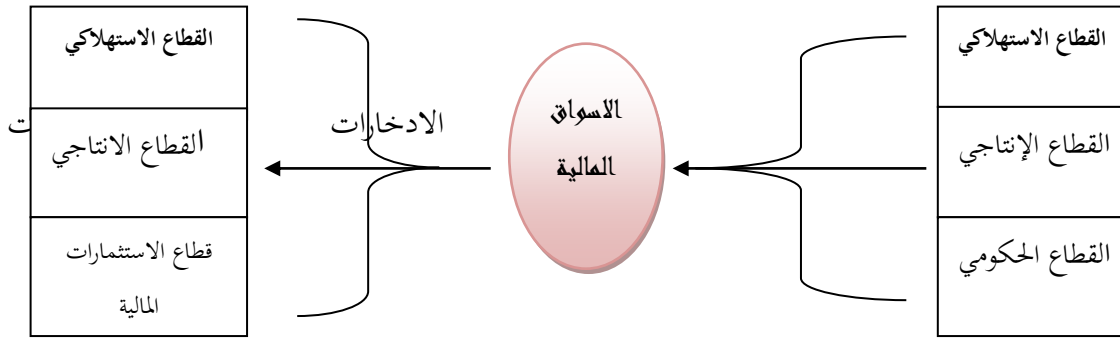 القطاع الاستهلاكي
القطاع الإنتاجي
القطاع الحكومي
الاسواق
المالية
الادخارات
القطاع الاستهلاكي
القطاع الانتاجي
قطاع الاستثمارات
المالية